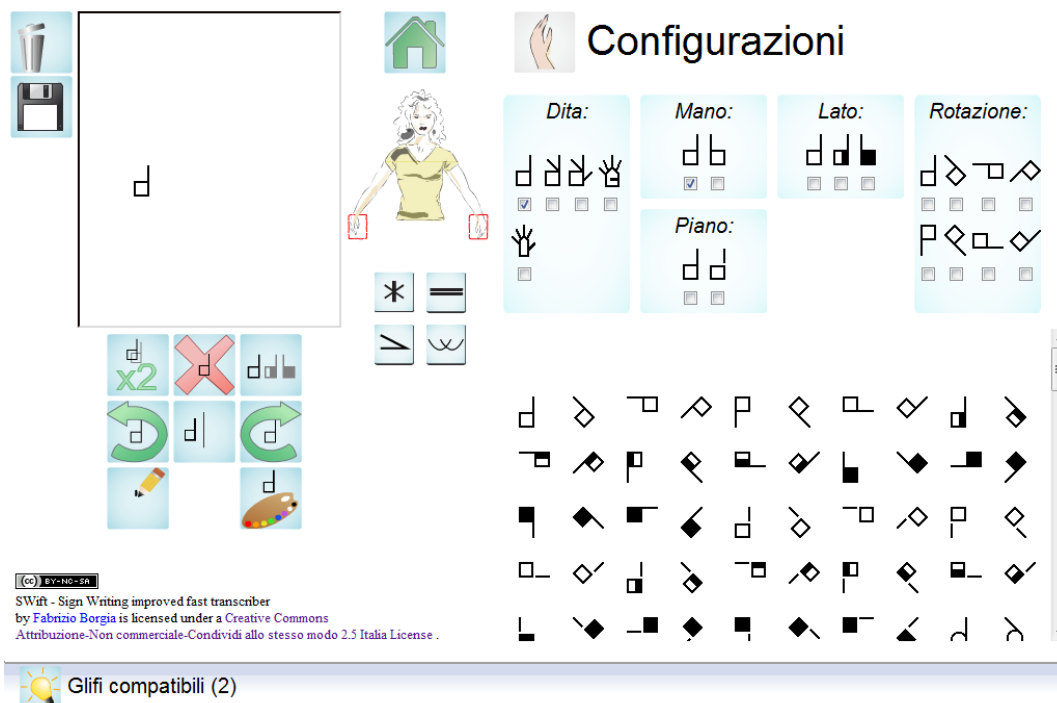 Configurazioni
Dita:
Mano:
Lato:
Rotazione:
Piano:
x2
(cc) BY-NC-SA
SWift - Sign Writing improved fast transcriber
by Fabrizio Borgia is licensed under a Creative Commons
Attribuzione-Non commerciale-Condividi allo stesso modo 2.5 Italia License .
Glifi compatibili (2)